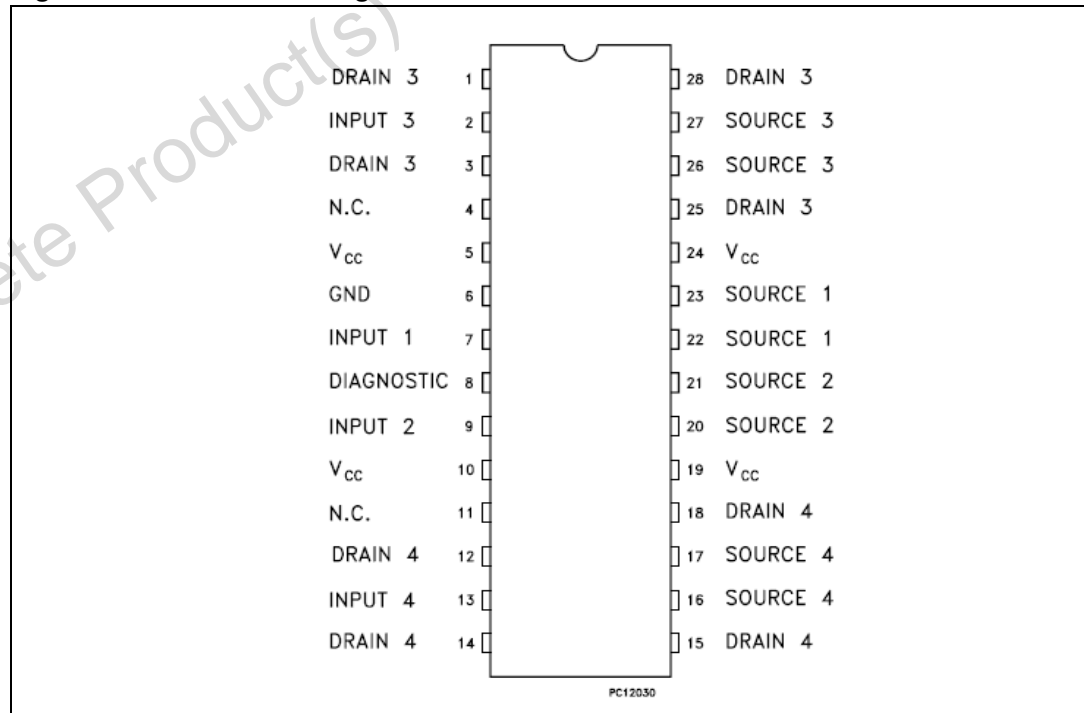 DRAIN 3 1 28 DRAIN 3
INPUT 3 2 27 SOURCE 3
DRAIN 3 3 26 SOURCE 3
N.C. 4 25 DRAIN 3
VCC 5 24 VCC
GND 6 23 SOURCE 1
INPUT 1 7 22 SOURCE 1
DIAGNOSTIC 8 21 SOURCE 2
INPUT 2 9 20 SOURCE 2
VCC 10 19 VCC
N.C. 11 18 DRAIN 4
DRAIN 4 12 17 SOURCE 4
INPUT 4 13 16 SOURCE 4
DRAIN 4 14 15 DRAIN 4
PC12030
Product(s)